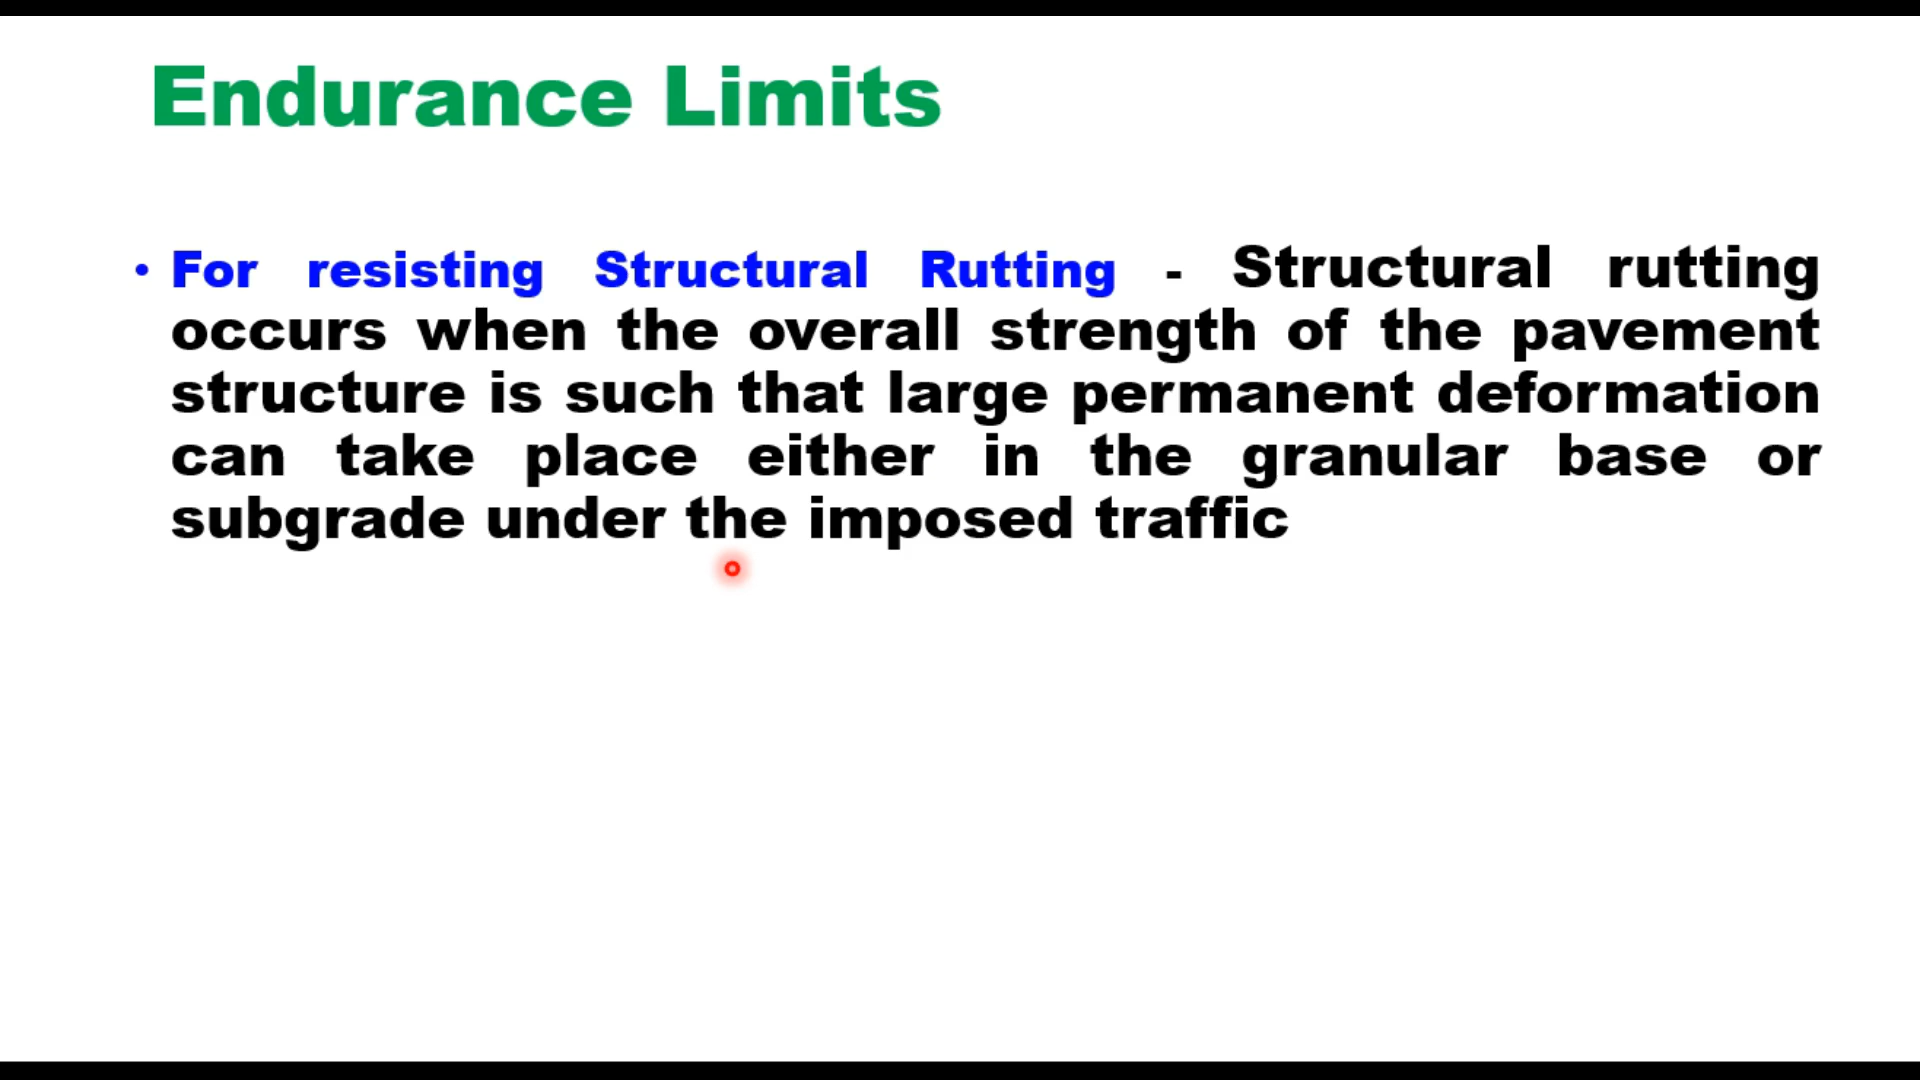 Endurance Limits
• For resisting Structural Rutting - Structural rutting
occurs when the overall strength of the pavement
structure is such that large permanent deformation
can take place either in the granular base or
subgrade under the imposed traffic